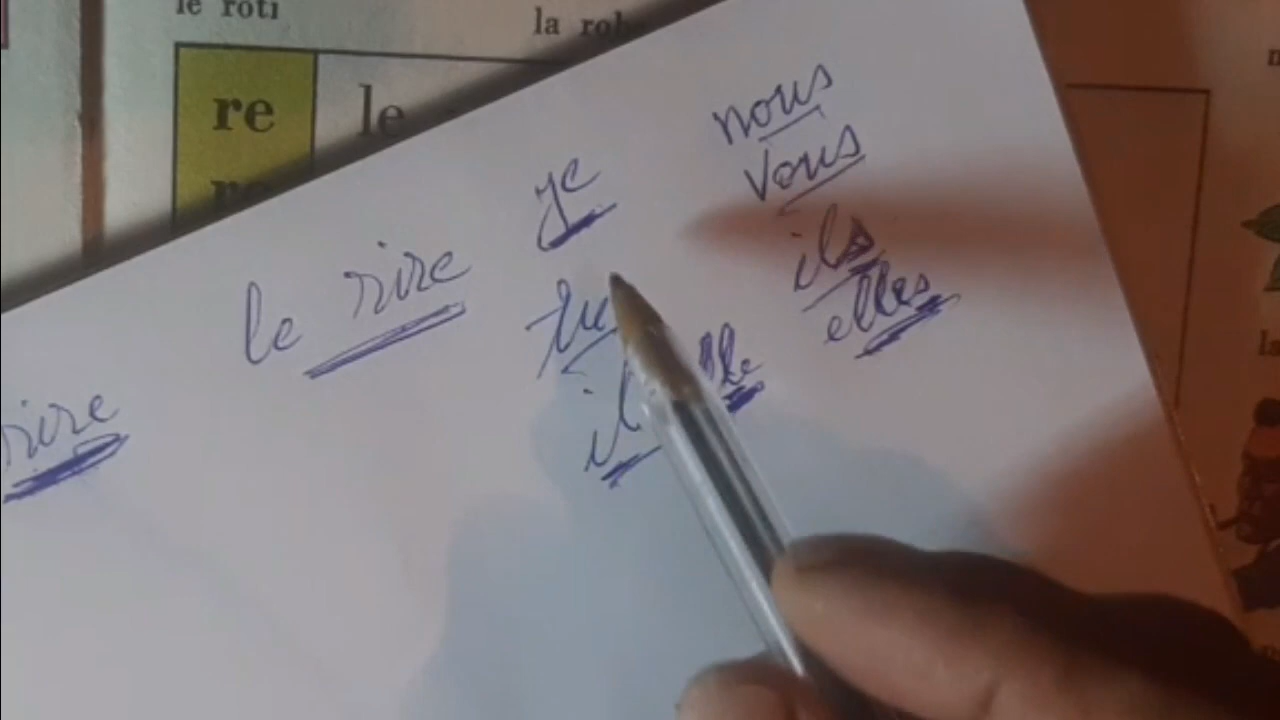 le roti
la rob
re
le
rire
le rire
je
tu
il
elle
nous
vous
ils
elles